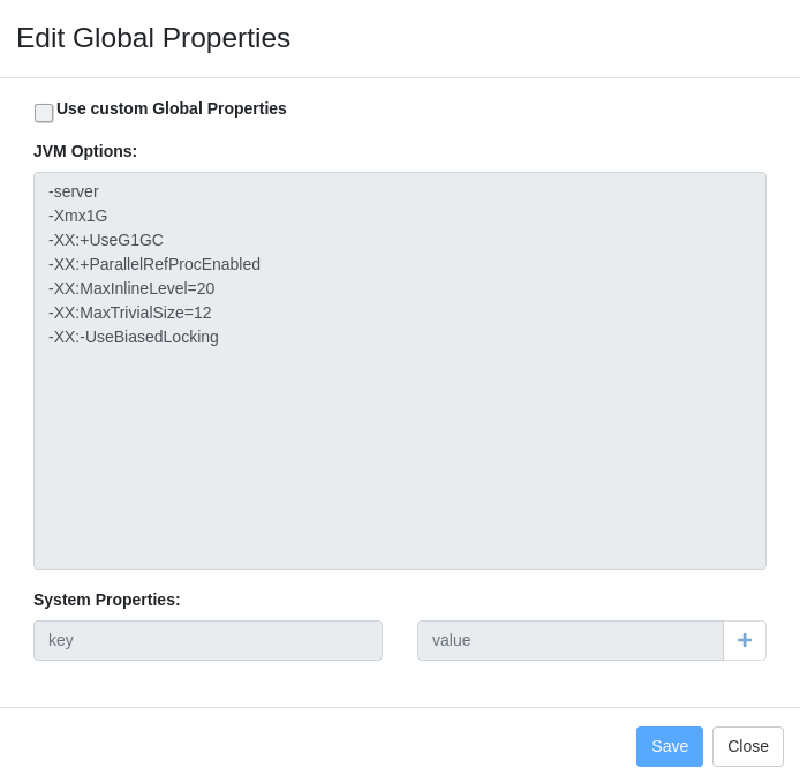 Edit Global Properties
Use custom Global Properties
JVM Options:
-server
-Xmx1G
-XX:+UseG1GC
-XX:+ParallelRefProcEnabled
-XX:MaxInlineLevel=20
-XX:MaxTrivialSize=12
-XX:-UseBiasedLocking
System Properties:
key value +
Save Close